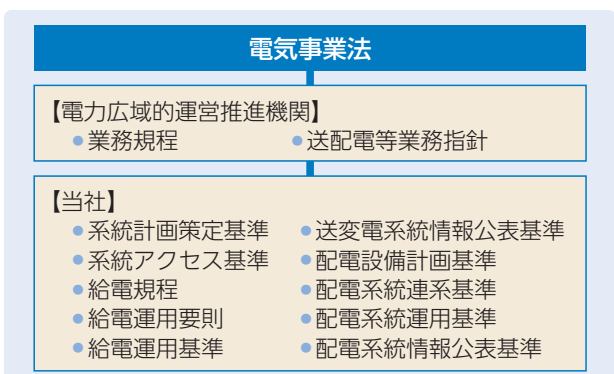 電気事業法
【電力広域的運営推進機関】
●業務規程 ●送配電等業務指針
【当社】
●系統計画策定基準 ●送変電系統情報公表基準
●系統アクセス基準 ●配電設備計画基準
●給電規程 ●配電系統連系基準
●給電運用要則 ●配電系統運用基準
●給電運用基準 ●配電系統情報公表基準